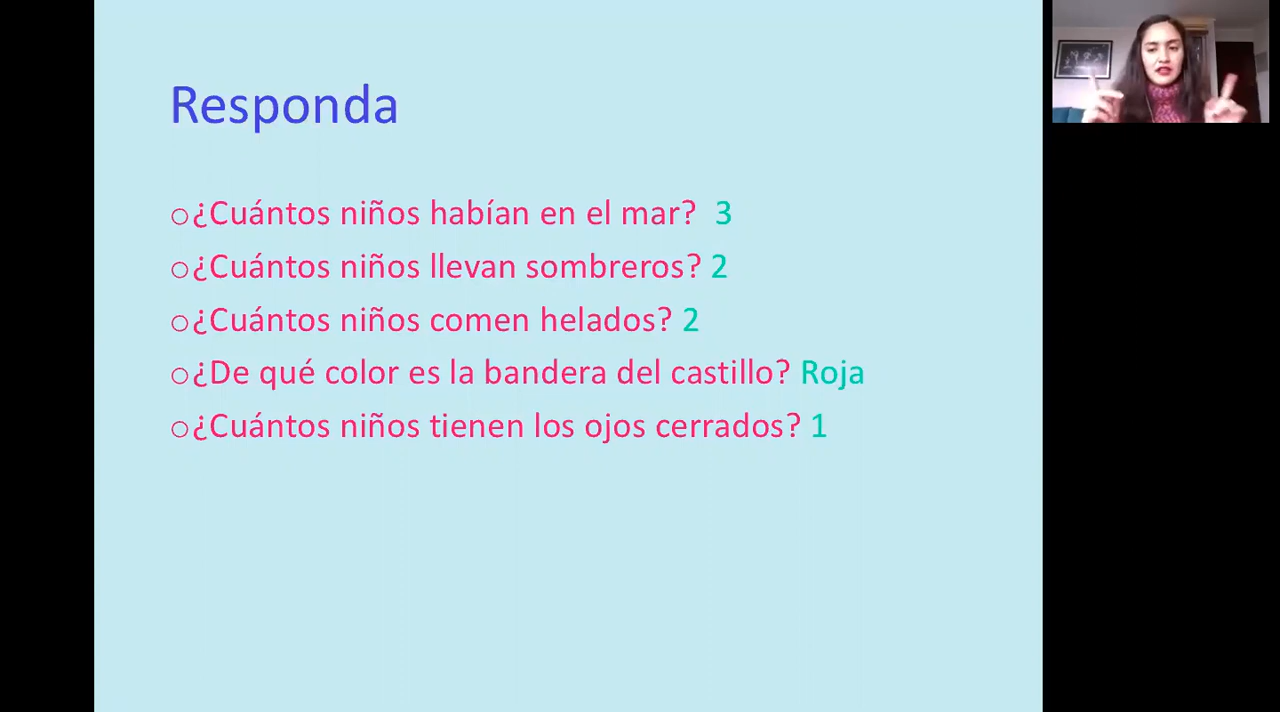 Responda
¿Cuántos niños habían en el mar? 3
¿Cuántos niños llevan sombreros? 2
¿Cuántos niños comen helados? 2
¿De qué color es la bandera del castillo? Roja
¿Cuántos niños tienen los ojos cerrados? 1